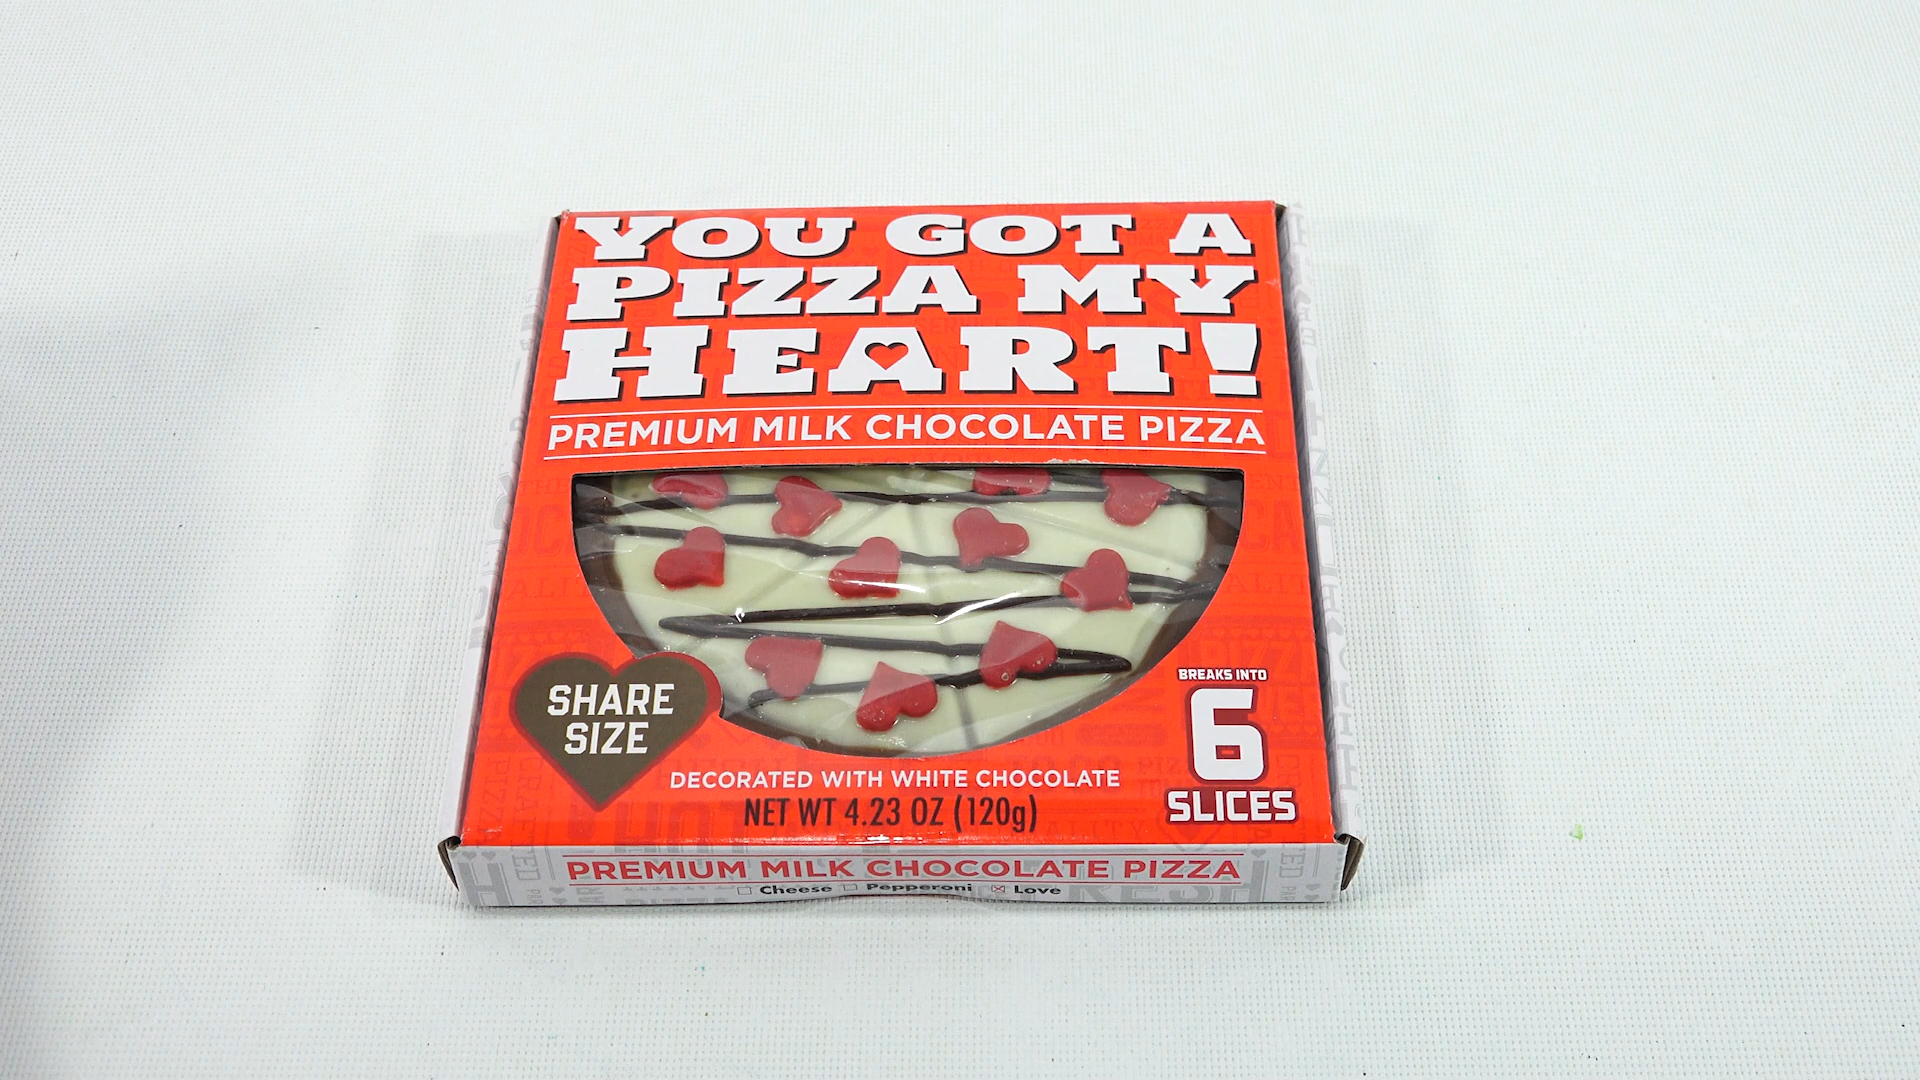 YOU GOT A
PIZZA MY
HEART!
PREMIUM MILK CHOCOLATE PIZZA
SHARE
SIZE
BREAKS INTO
6
SLICES
DECORATED WITH WHITE CHOCOLATE
NET WT 4.23 OZ (120g)
PREMIUM MILK CHOCOLATE PIZZA
Cheese Pepperoni Love